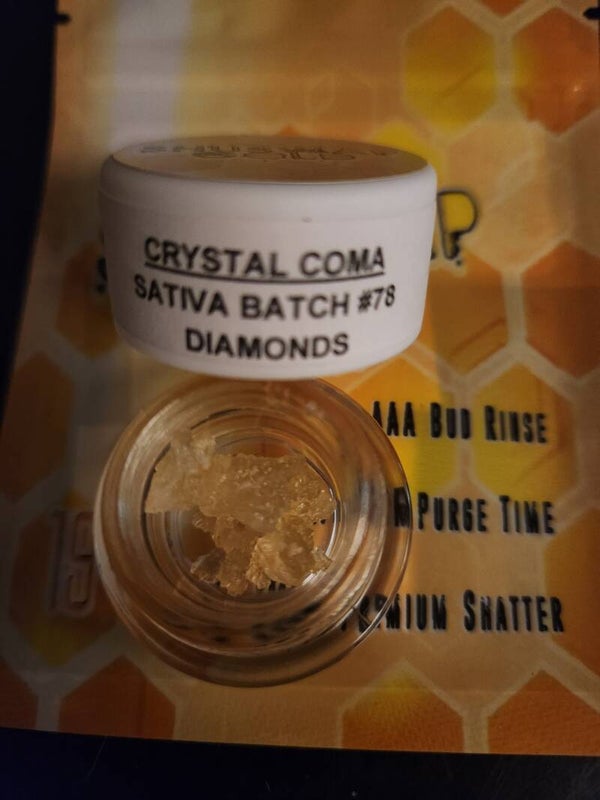 CRYSTAL COMA
SATIVA BATCH #78
DIAMONDS
AAA BUD RINSE
PURGE TIME
PREMIUM SHATTER